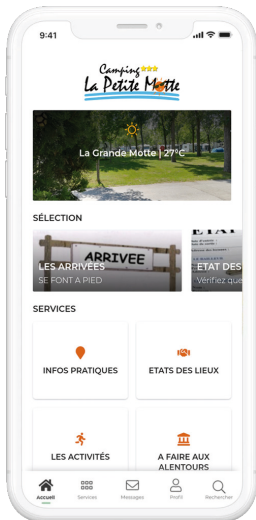 9:41
Camping
La Petite Motte
La Grande Motte | 27°C
SÉLECTION
ARRIVEE
LES ARRIVÉES
SE FONT A PIED
ETAT
ETAT DES
Vérifiez que
SERVICES
INFOS PRATIQUES
ETATS DES LIEUX
LES ACTIVITÉS
A FAIRE AUX
ALENTOURS
Accueil
Services
Messages
Profil
Rechercher